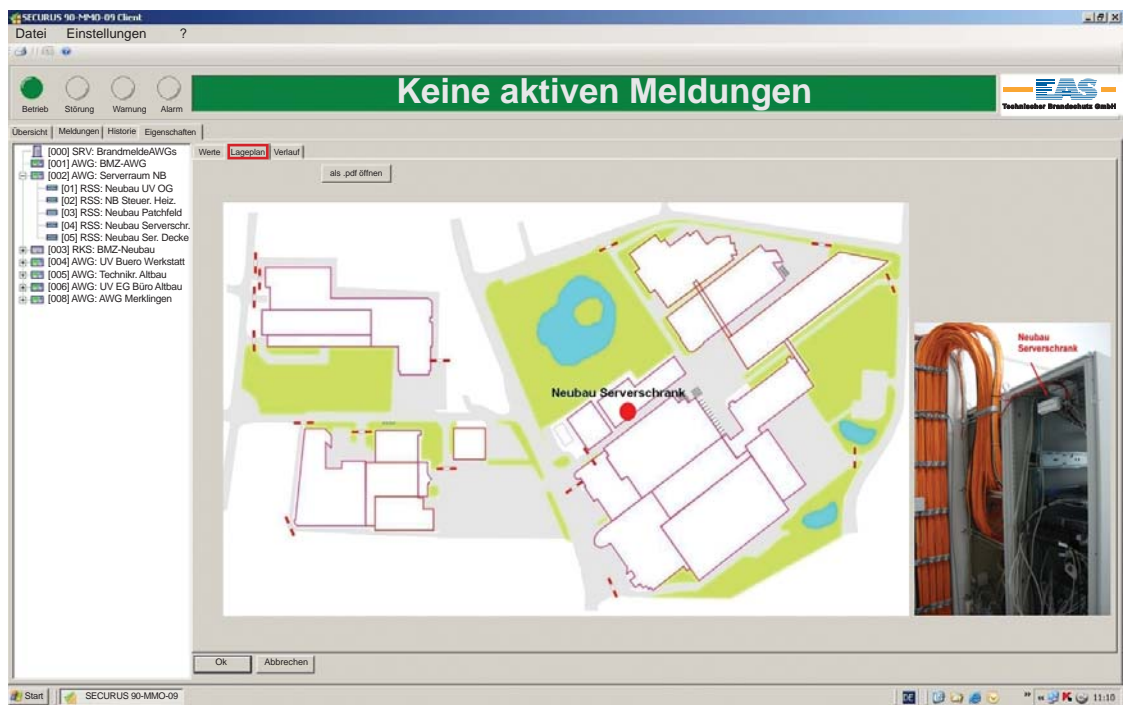 SECURUS 90-MMO-09 Client
Datei Einstellungen ?
Betrieb Störung Warnung Alarm
Keine aktiven Meldungen
EAS
Technischer Brandschutz GmbH
Übersicht Meldungen Historie Eigenschaften
[000] SRV: BrandmeldeAWGs
[001] AWG: BMZ-AWG
[002] AWG: Serverraum NB
[01] RSS: Neubau UV OG
[02] RSS: NB Steuer. Heiz.
[03] RSS: Neubau Patchfeld
[04] RSS: Neubau Serverschr.
[05] RSS: Neubau Ser. Decke
[003] RKS: BMZ-Neubau
[004] AWG: UV Buero Werkstatt
[005] AWG: Technikr. Altbau
[006] AWG: UV EG Büro Altbau
[008] AWG: AWG Merklingen
Werte Lageplan Verlauf
als .pdf öffnen
Neubau Serverschrank
Neubau
Serverschrank
Ok Abbrechen
Start SECURUS 90-MMO-09 DE 11:10